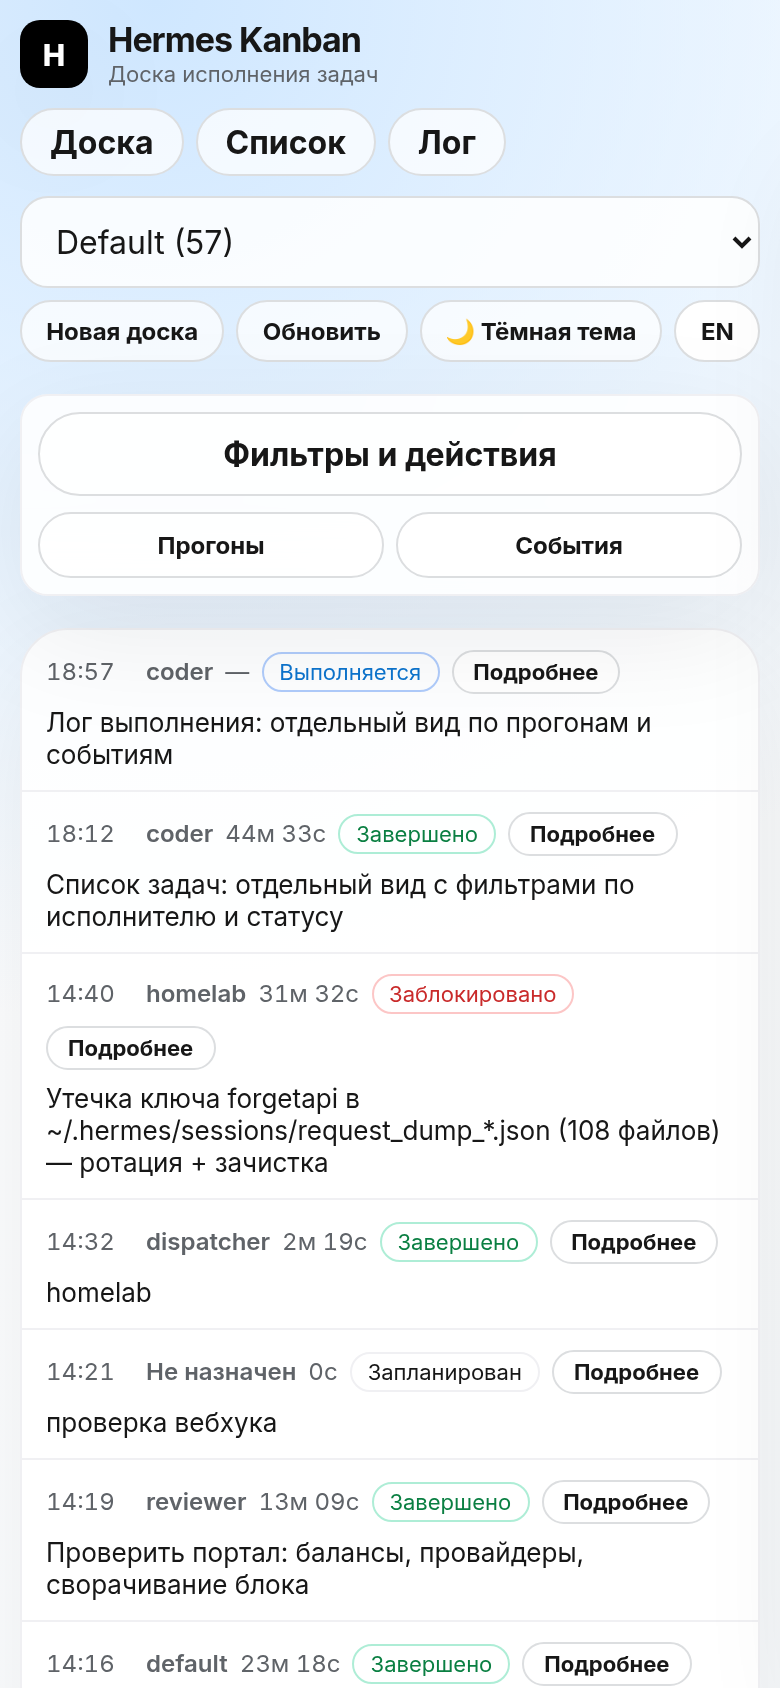 H
Hermes Kanban
Доска исполнения задач
Доска Список Лог
Default (57)
Новая доска Обновить 🌙 Тёмная тема EN
Фильтры и действия
Прогоны События
18:57 coder — Выполняется Подробнее
Лог выполнения: отдельный вид по прогонам и
событиям
18:12 coder 44м 33с Завершено Подробнее
Список задач: отдельный вид с фильтрами по
исполнителю и статусу
14:40 homelab 31м 32с Заблокировано
Подробнее
Утечка ключа forgetapi в
~/.hermes/sessions/request_dump_*.json (108 файлов)
— ротация + зачистка
14:32 dispatcher 2м 19с Завершено Подробнее
homelab
14:21 Не назначен 0с Запланирован Подробнее
проверка вебхука
14:19 reviewer 13м 09с Завершено Подробнее
Проверить портал: балансы, провайдеры,
сворачивание блока
14:16 default 23м 18с Завершено Подробнее